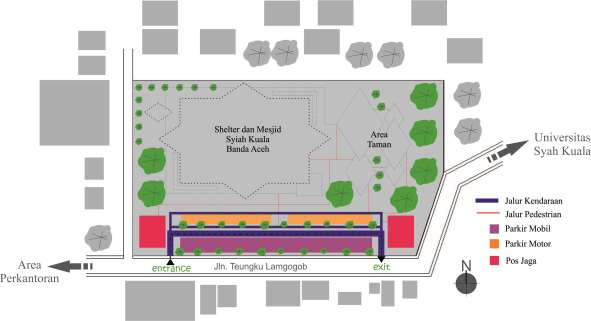 Shelter dan Mesjid
Syiah Kuala
Banda Aceh
Area
Taman
Universitas
Syah Kuala
Jalur Kendaraan
Jalur Pedestrian
Parkir Mobil
Parkir Motor
Pos Jaga
entrance
Jln. Teungku Lamgogob
exit
Area
Perkantoran
N